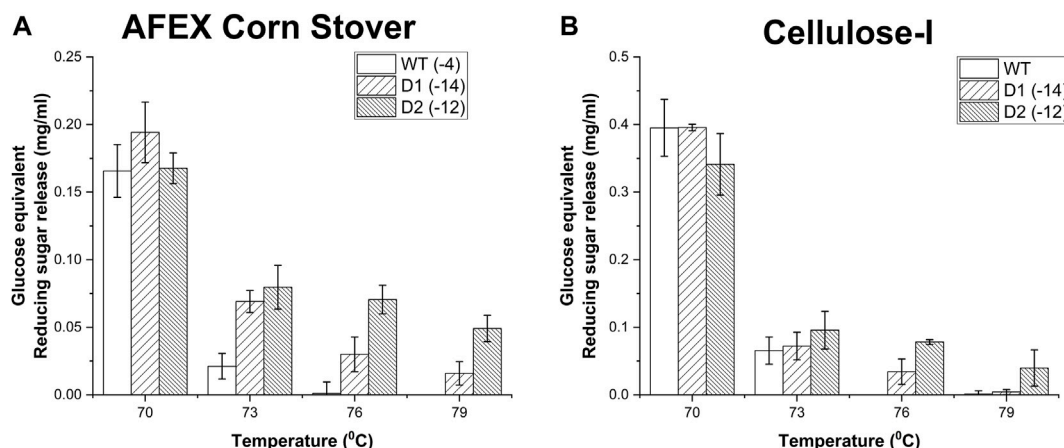 A
AFEX Corn Stover
WT (-4)
D1 (-14)
D2 (-12)
0.25
0.20
0.15
0.10
0.05
0.00
Glucose equivalent
Reducing sugar release (mg/ml)
70
73
76
79
Temperature (⁰C)
B
Cellulose-I
WT
D1 (-14)
D2 (-12)
0.5
0.4
0.3
0.2
0.1
0.0
Glucose equivalent
Reducing sugar release (mg/ml)
70
73
76
79
Temperature (⁰C)